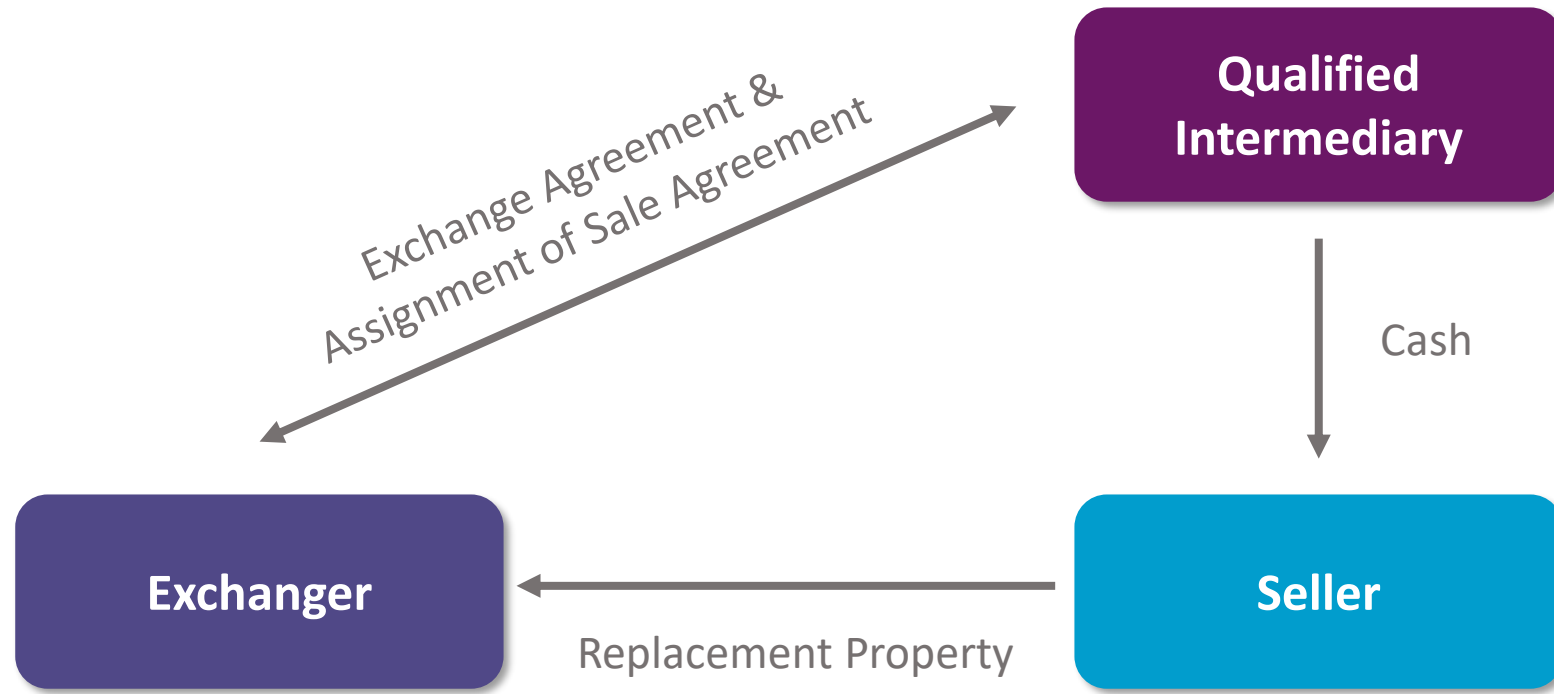 Qualified
Intermediary
Exchange Agreement &
Assignment of Sale Agreement
Cash
Exchanger
Seller
Replacement Property